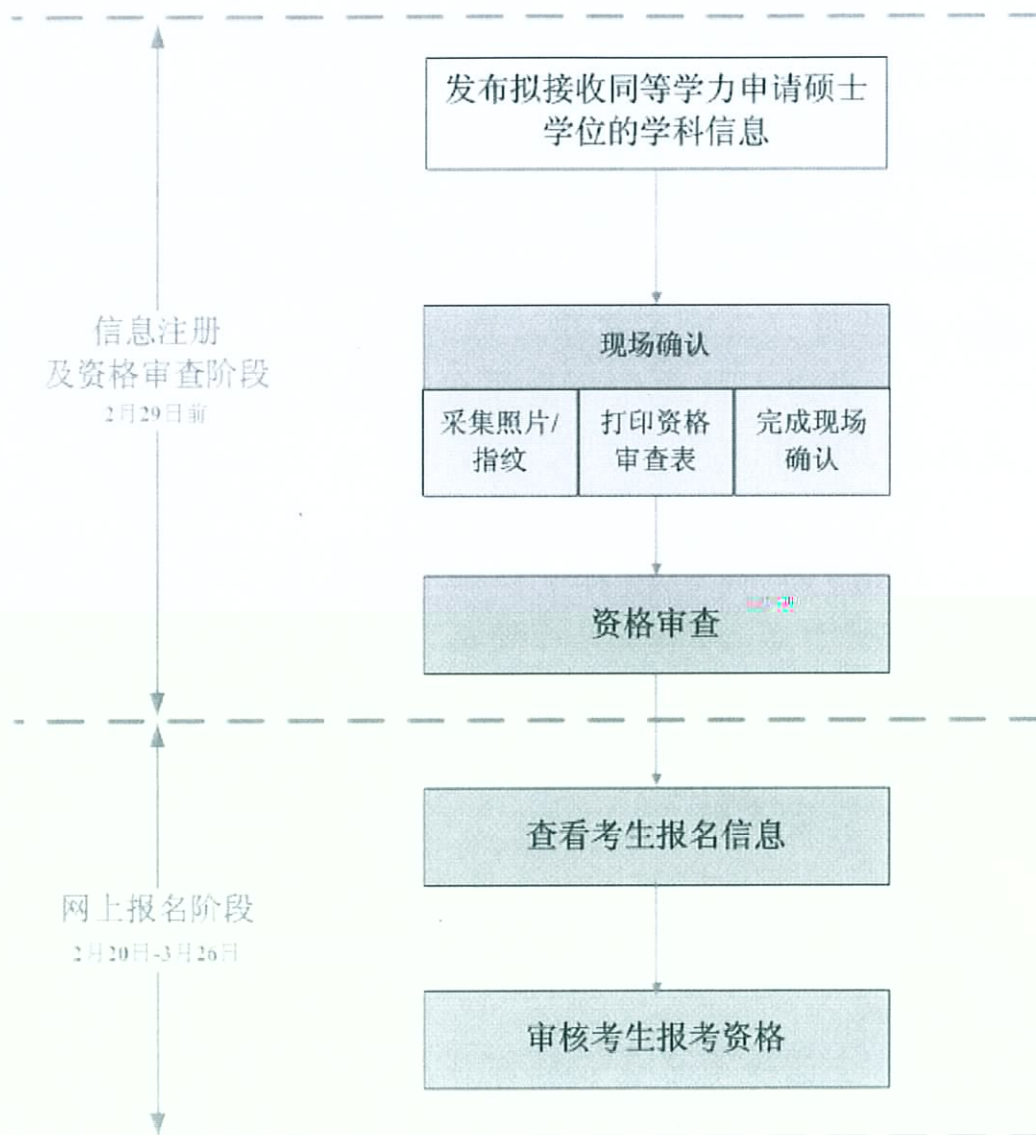 发布拟接收同等学力申请硕士
学位的学科信息
信息注册
及资格审查阶段
2月29日前
现场确认
采集照片/
指纹
打印资格
审查表
完成现场
确认
资格审查
查看考生报名信息
网上报名阶段
2月20日-3月26日
审核考生报考资格